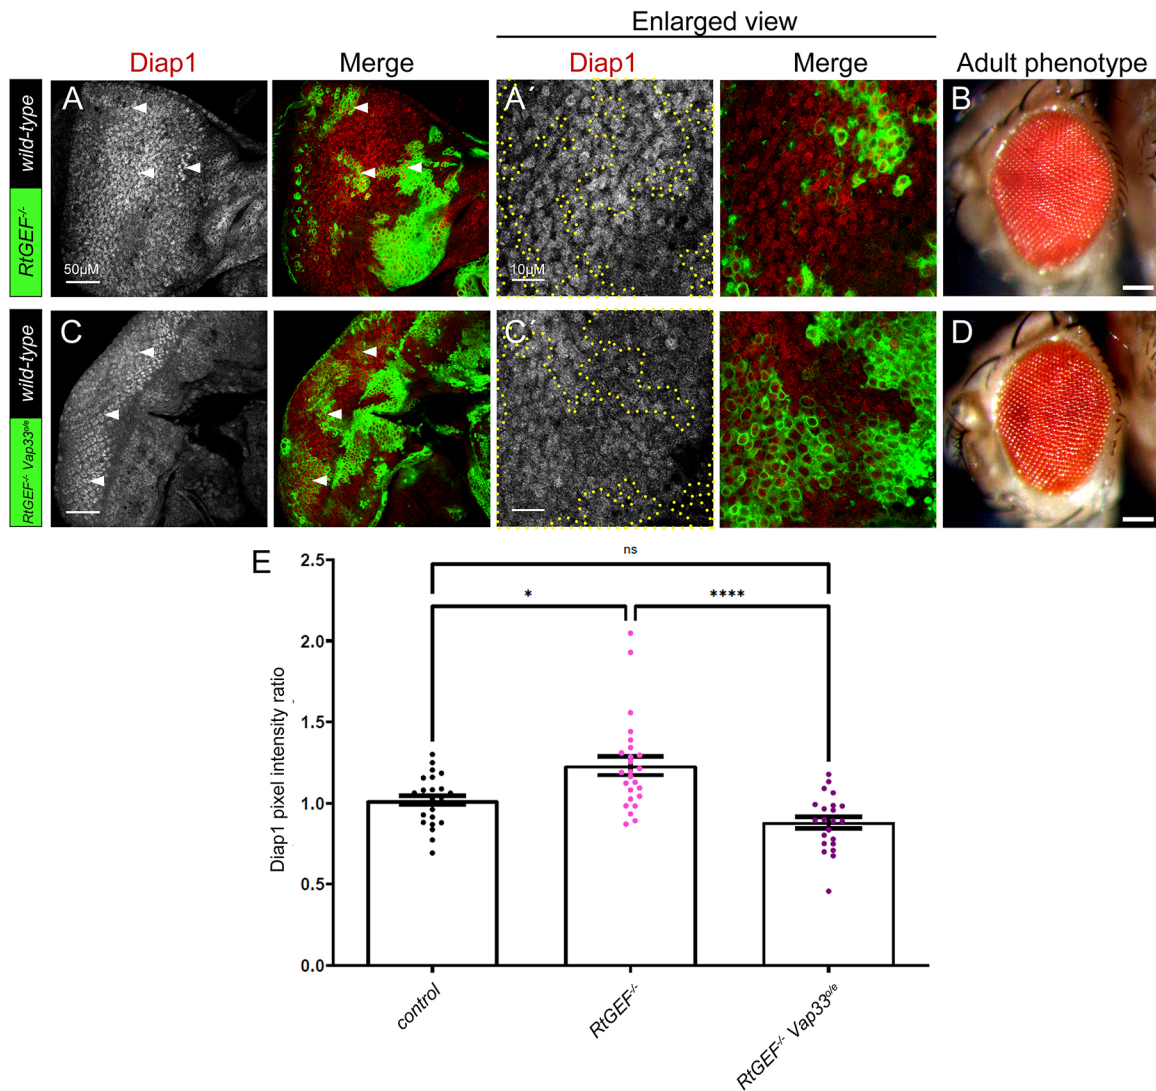 Enlarged view
Diap1
Merge
Diap1
Merge
Adult phenotype
wild-type
RtGEF-/-
A
50µM
A´
10µM
B
wild-type
RtGEF-/- Vap33o/e
C
C´
D
E
ns
*
****
Diap1 pixel intensity ratio
2.5
2.0
1.5
1.0
0.5
0.0
control
RtGEF-/-
RtGEF-/- Vap33o/e